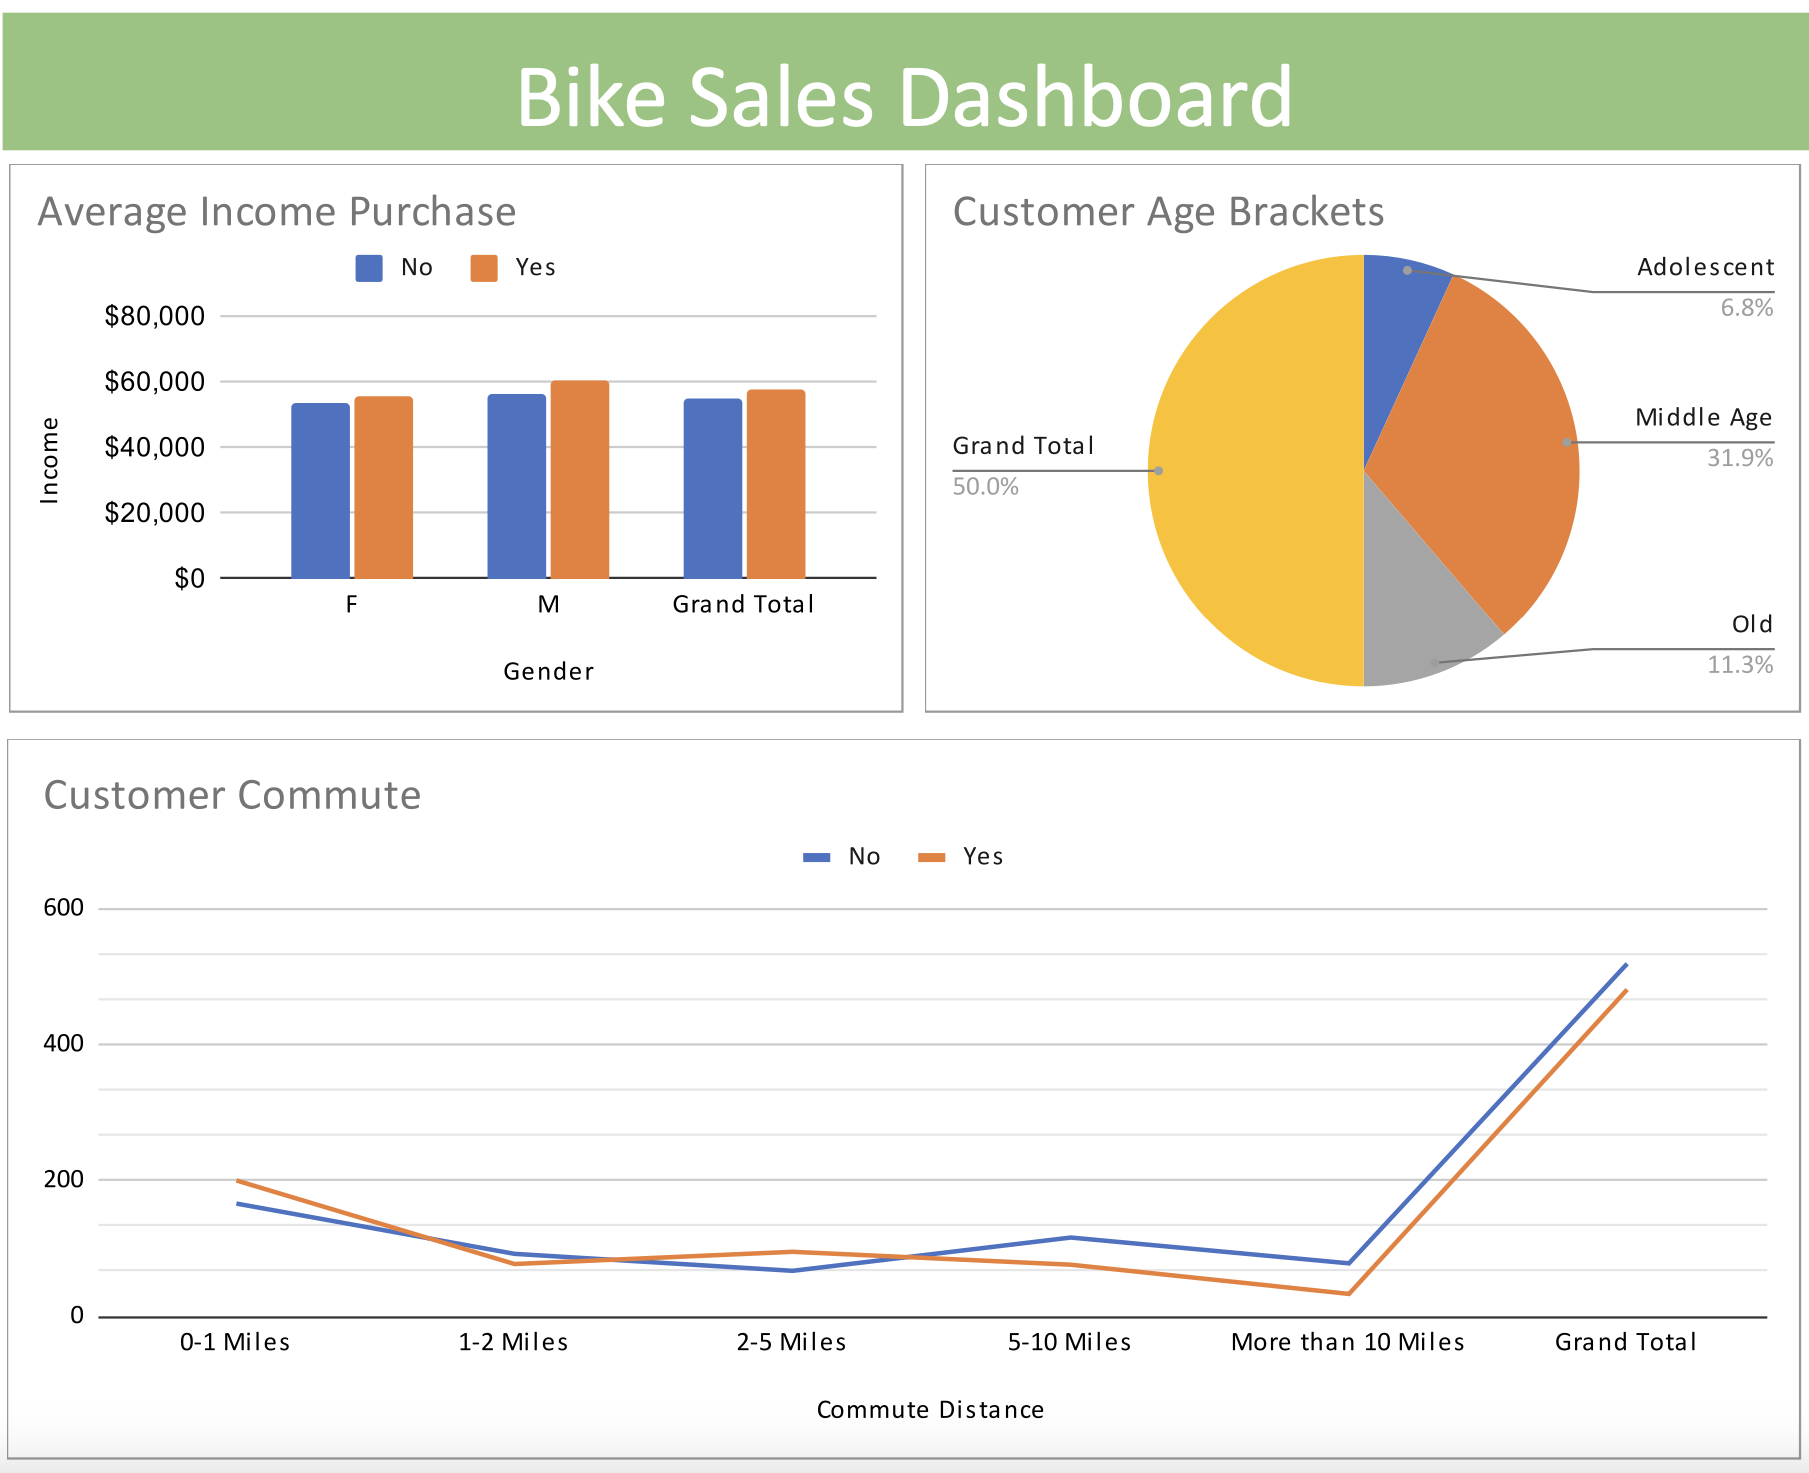 Bike Sales Dashboard
Average Income Purchase
No Yes
$80,000
$60,000
$40,000
$20,000
$0
Income
F M Grand Total
Gender
Customer Age Brackets
Adolescent
6.8%
Middle Age
31.9%
Grand Total
50.0%
Old
11.3%
Customer Commute
No Yes
600
400
200
0
0-1 Miles 1-2 Miles 2-5 Miles 5-10 Miles More than 10 Miles Grand Total
Commute Distance